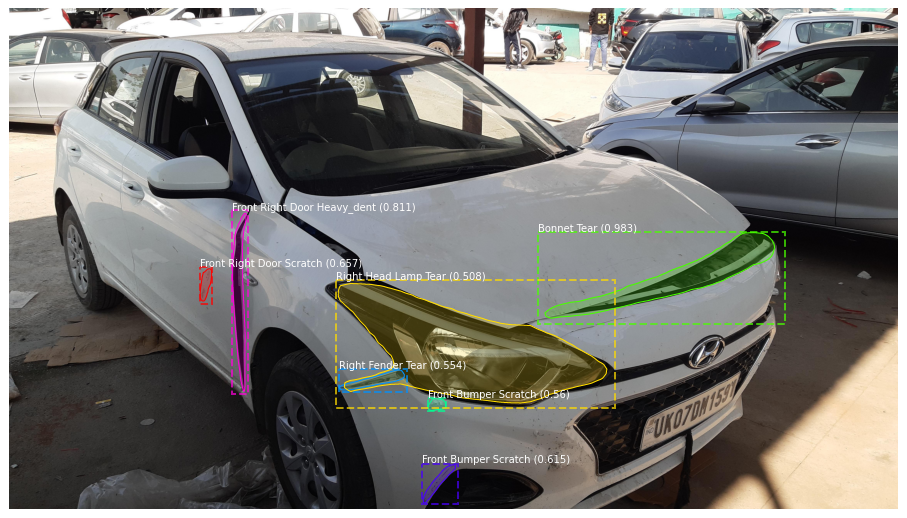 Front Right Door Heavy_dent (0.811)
Bonnet Tear (0.983)
Front Right Door Scratch (0.657)
Right Head Lamp Tear (0.508)
Right Fender Tear (0.554)
Front Bumper Scratch (0.56)
UK07DM1591
Front Bumper Scratch (0.615)